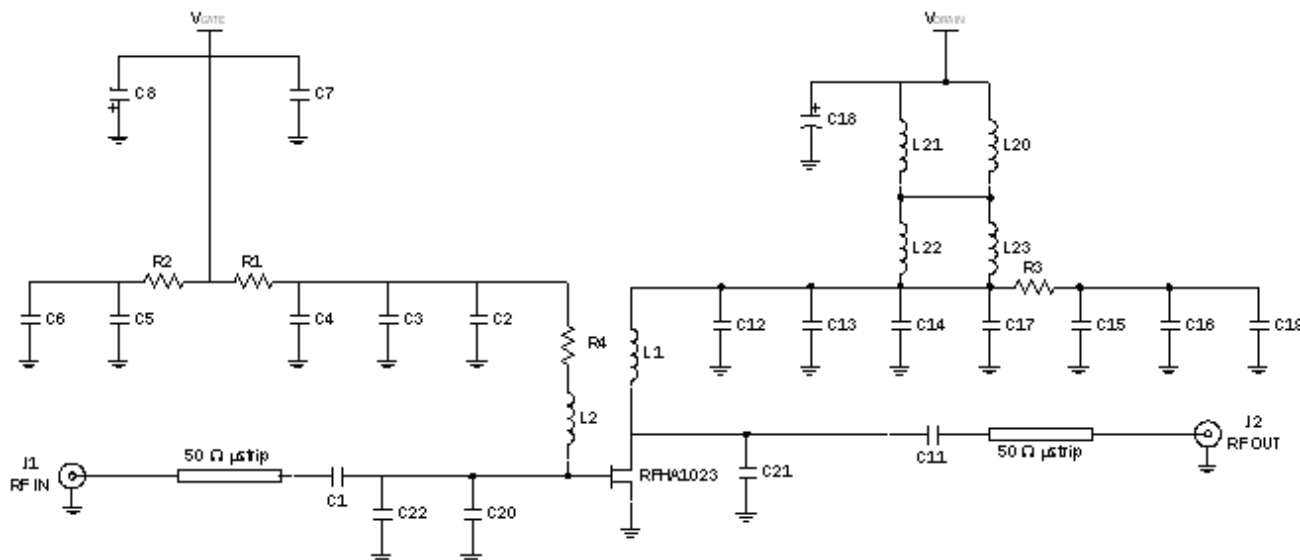 VGATE
VDRAIN
C8
C7
C18
L21
L20
L22
L23
R2
R1
R3
C6
C5
C4
C3
C2
R4
L1
C12
C13
C14
C17
C15
C16
C19
L2
J1
RF IN
50 Ω µstrip
C1
C22
C20
RFHA1023
C21
C11
50 Ω µstrip
J2
RF OUT